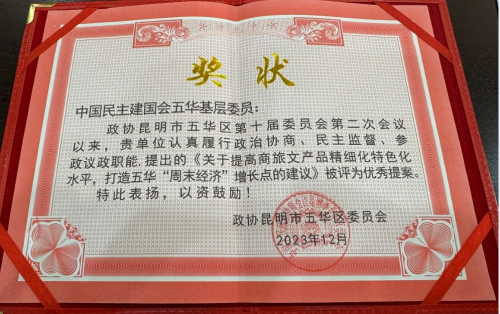 奖状
中国民主建国会五华基层委员：
政协昆明市五华区第十届委员会第二次会议
以来，贵单位认真履行政治协商、民主监督、参
政议政职能，提出的《关于提高商旅文产品精细化特色化
水平，打造五华“周末经济”增长点的建议》被评为优秀提案。
特此表扬，以资鼓励！
政协昆明市五华区委员会
2023年12月